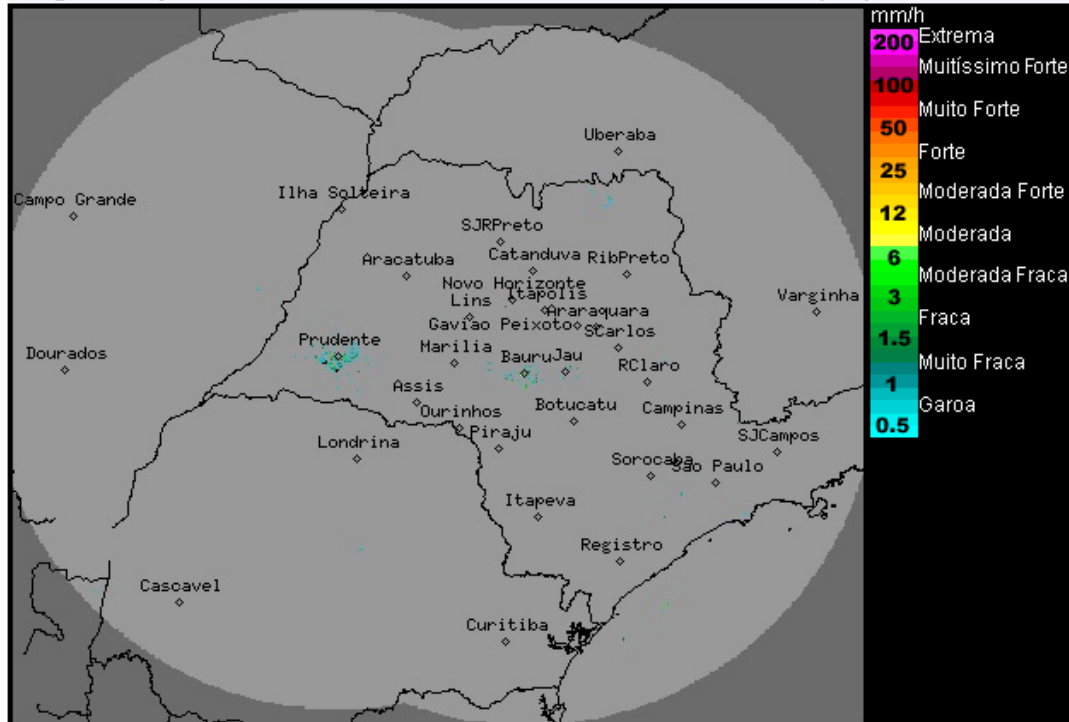 mm/h
200 Extrema
Muitíssimo Forte
100
Muito Forte
50
Forte
25
Moderada Forte
12
Moderada
6
Moderada Fraca
3
Fraca
1.5
Muito Fraca
1
Garoa
0.5
Uberaba
Campo Grande
Ilha Solteira
SJRPreto
Aracatuba
Catanduva
RibPreto
Novo Horizonte
Itapolis
Lins
Araraquara
Varginha
Gaviao Peixoto
SCarlos
Prudente
Dourados
Marilia
Bauru
Jau
RClaro
Assis
Ourinhos
Botucatu
Campinas
Piraju
Londrina
SJCampos
Sorocaba
Sao Paulo
Itapeva
Registro
Cascavel
Curitiba